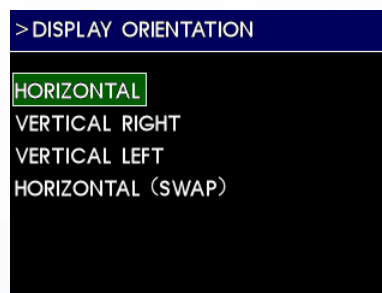 >DISPLAY ORIENTATION
HORIZONTAL
VERTICAL RIGHT
VERTICAL LEFT
HORIZONTAL（SWAP）